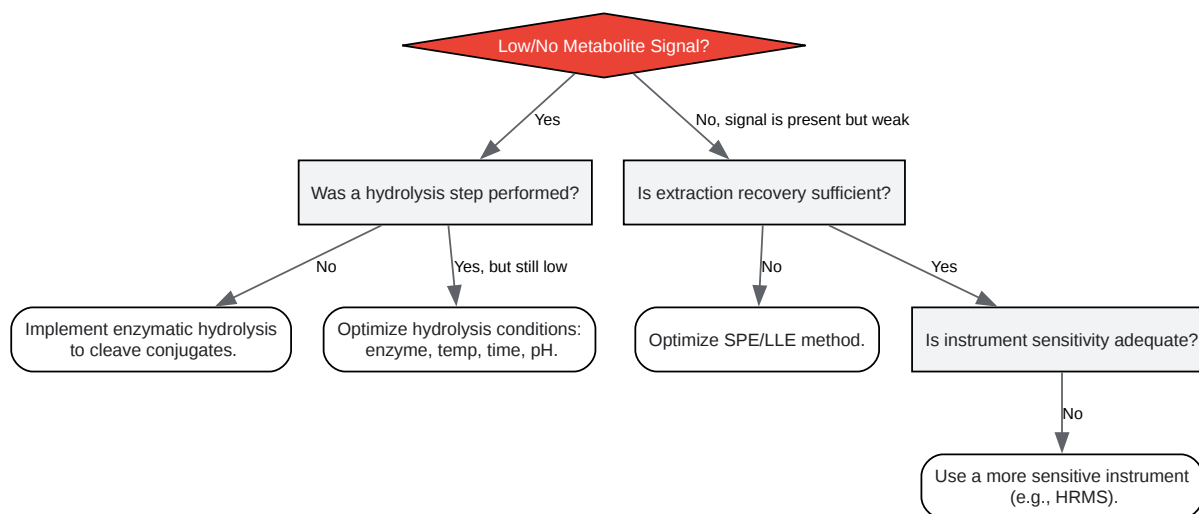 Low/No Metabolite Signal?
Yes
No, signal is present but weak
Was a hydrolysis step performed?
Is extraction recovery sufficient?
No
Yes, but still low
No
Yes
Implement enzymatic hydrolysis
to cleave conjugates.
Optimize hydrolysis conditions:
enzyme, temp, time, pH.
Optimize SPE/LLE method.
Is instrument sensitivity adequate?
No
Use a more sensitive instrument
(e.g., HRMS).